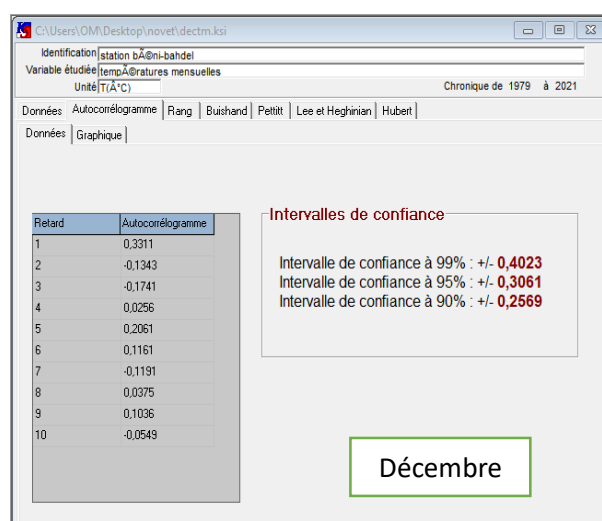 C:\Users\OM\Desktop\novet\dectm.ksi
Identification station bÃ©ni-bahdel
Variable étudiée tempÃ©ratures mensuelles
Unité T(Â°C) Chronique de 1979 à 2021
Données Autocorrélogramme Rang Buishand Pettitt Lee et Heghinian Hubert
Données Graphique
Retard Autocorrélogramme
1 0,3311
2 -0,1343
3 -0,1741
4 0,0256
5 0,2061
6 0,1161
7 -0,1191
8 0,0375
9 0,1036
10 -0,0549
Intervalles de confiance
Intervalle de confiance à 99% : +/- 0,4023
Intervalle de confiance à 95% : +/- 0,3061
Intervalle de confiance à 90% : +/- 0,2569
Décembre